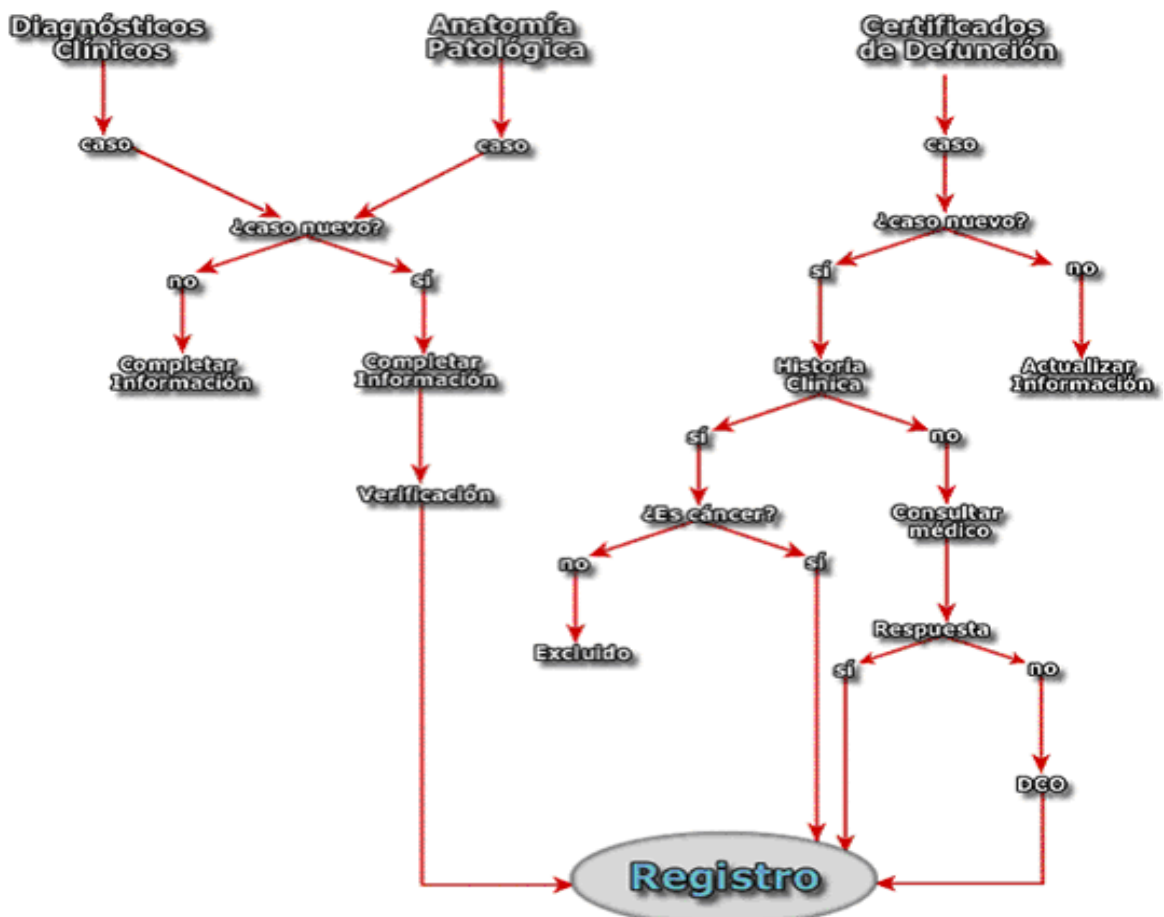 Diagnósticos
Clínicos
Anatomía
Patológica
Certificados
de Defunción
caso
caso
caso
¿caso nuevo?
¿caso nuevo?
no
sí
sí
no
Completar
Información
Completar
Información
Historia
Clínica
Actualizar
Información
sí
no
Verificación
¿Es cáncer?
Consultar
médico
no
sí
Excluido
Respuesta
sí
no
DCO
Registro